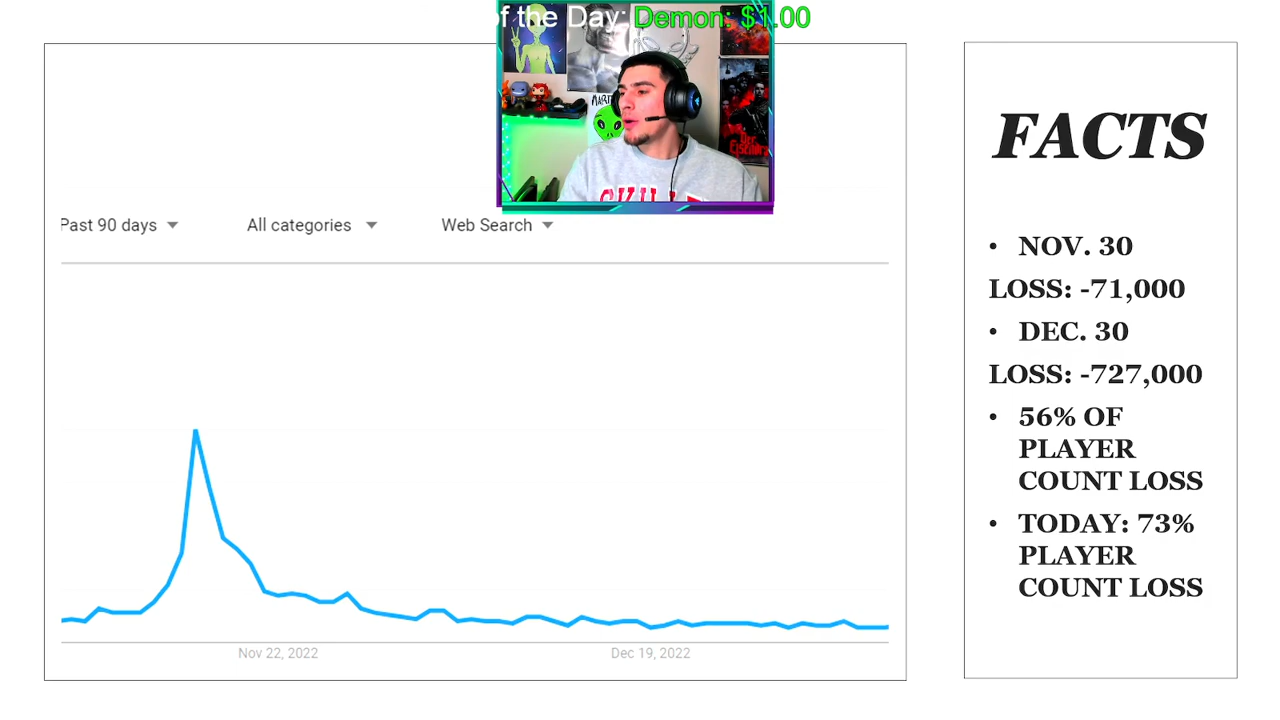 of the Day: Demon: $1.00
Past 90 days
All categories
Web Search
Nov 22, 2022
Dec 19, 2022
FACTS
• NOV. 30
LOSS: -71,000
• DEC. 30
LOSS: -727,000
• 56% OF
PLAYER
COUNT LOSS
• TODAY: 73%
PLAYER
COUNT LOSS